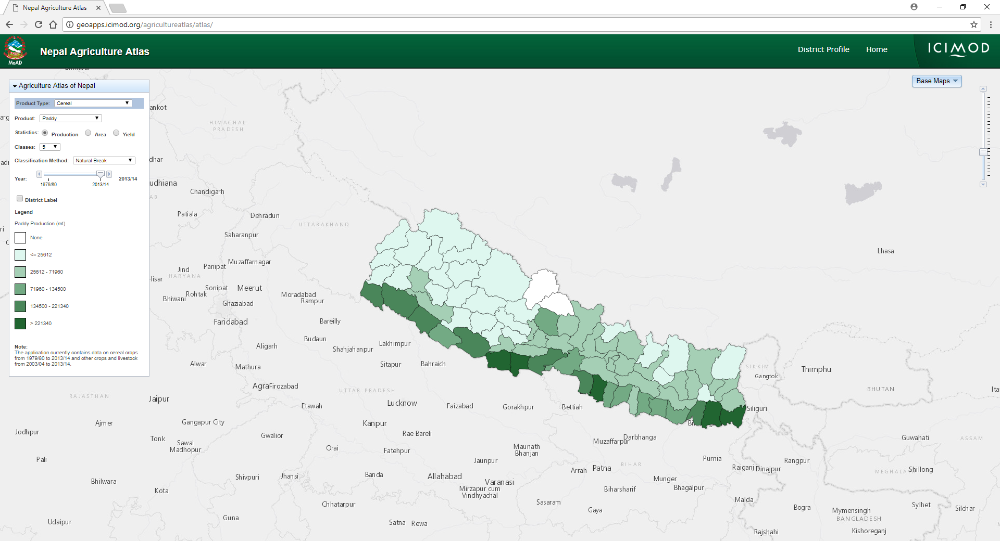 Nepal Agriculture Atlas
geoapps.icimod.org/agricultureatlas/atlas/
MoAD
Nepal Agriculture Atlas
District Profile
Home
ICIMOD
Base Maps
Agriculture Atlas of Nepal
Product Type: Cereal
Product: Paddy
Statistics: Production Area Yield
Classes: 5
Classification Method: Natural Break
Year: 2013/14
1979/80 2013/14
District Label
Legend
Paddy Production (mt)
None
<= 25612
25612 - 71960
71960 - 134500
134500 - 221340
> 221340
Note:
The application currently contains data on cereal crops
from 1979/80 to 2013/14 and other crops and livestock
from 2003/04 to 2013/14.
ankot
HIMACHAL
PRADESH
dhar
udhiana
AB
Chandigarh
Patiala
Dehradun
UTTARAKHAND
Saharanpur
Lhasa
Muzaffarnagar
Jind
Panipat
HARYANA
Hisar
Sonipat
Meerut
Bhiwani
Rohtak
Moradabad
Rampur
Ghaziabad
Faridabad
Bareilly
Budaun
Lakhimpur
Aligarh
Shahjahanpur
Alwar
Mathura
Sitapur
Bahraich
SIKKIM
Thimphu
Gangtok
Agra
Firozabad
UTTAR PRADESH
BHUTAN
Ita
RAJASTHAN
Jaipur
Etawah
Lucknow
Faizabad
Gorakhpur
Bettiah
Siliguri
Ajmer
Gangapur City
Kanpur
Jodhpur
Gwalior
Rae Bareli
Tonk
Sawai
Madhopur
Darbhanga
Muzaffarpur
Guwahati
ASSAM
Orai
Fatehpur
Maunath
Bhanjan
Pali
Jaunpur
BIHAR
Purnia
Rangpur
Arrah
Patna
Raiganj
Dinajpur
MEGHALAYA
Shillong
Bhilwara
Shivpuri
Jhansi
Banda
Allahabad
Varanasi
Munger
Kota
Mirzapur cum
Vindhyachal
Biharsharif
Bhagalpur
Chhatarpur
Sasaram
Malda
Gaya
Bogra
Mymensingh
Sylhet
Silchar
BANGLADESH
Udaipur
Guna
Satna
Rewa
Rajshahi
Kishoreganj